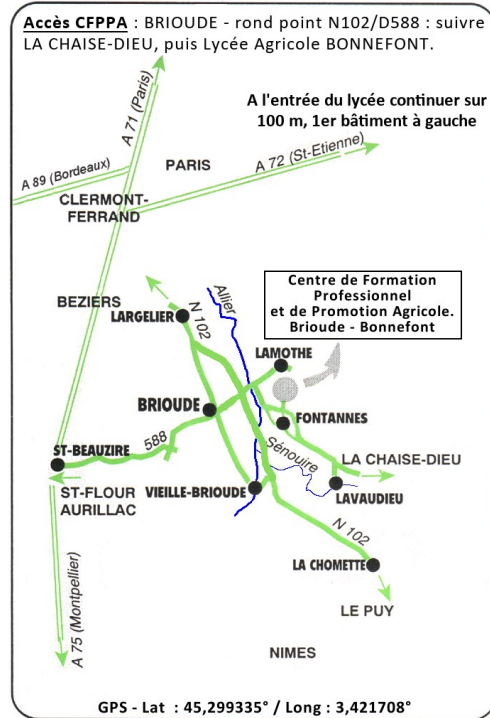 Accès CFPPA : BRIOUDE - rond point N102/D588 : suivre
LA CHAISE-DIEU, puis Lycée Agricole BONNEFONT.
A l'entrée du lycée continuer sur
100 m, 1er bâtiment à gauche
A 71 (Paris)
PARIS
A 72 (St-Etienne)
A 89 (Bordeaux)
CLERMONT-
FERRAND
Centre de Formation
Professionnel
et de Promotion Agricole.
Brioude - Bonnefont
BEZIERS
LARGELIER
N 102
Allier
LAMOTHE
BRIOUDE
FONTANNES
588
ST-BEAUZIRE
Sénouire
LA CHAISE-DIEU
ST-FLOUR
AURILLAC
VIEILLE-BRIOUDE
LAVAUDIEU
N 102
LA CHOMETTE
A 75 (Montpellier)
LE PUY
NIMES
GPS - Lat : 45,299335° / Long : 3,421708°